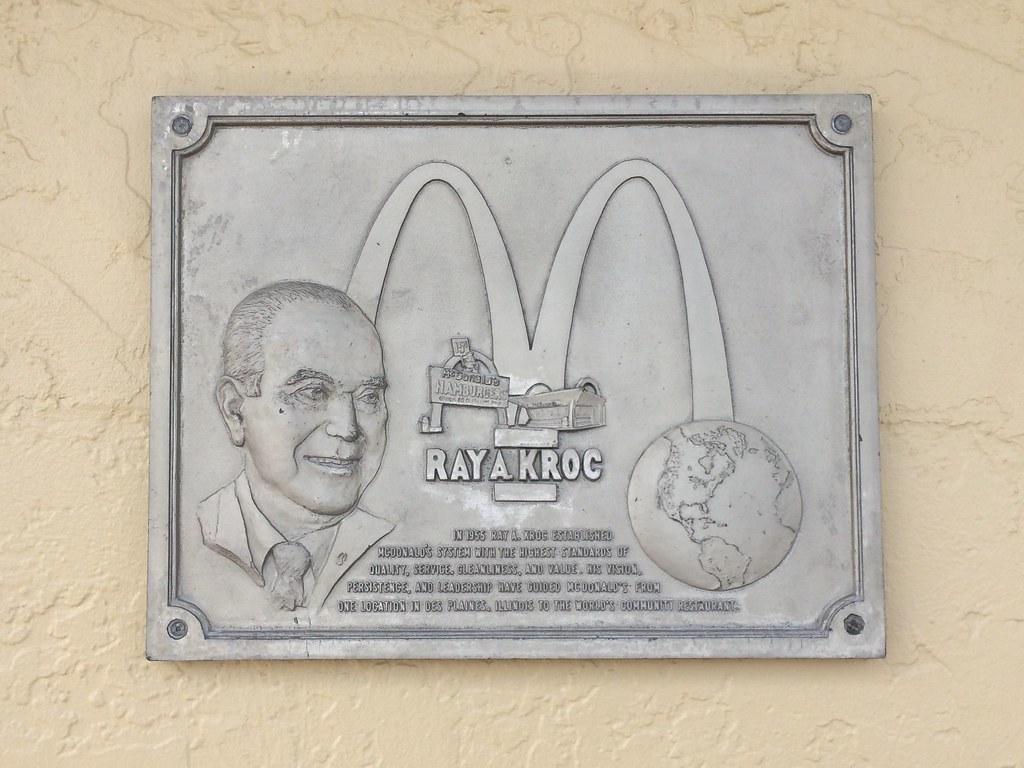 15¢
McDonald's
HAMBURGERS
RAY A KROC
IN 1955 RAY A. KROC ESTABLISHED
MCDONALD'S SYSTEM WITH THE HIGHEST STANDARDS OF
QUALITY, SERVICE, CLEANLINESS, AND VALUE. HIS VISION,
PERSISTENCE, AND LEADERSHIP HAVE GUIDED MCDONALD'S FROM
ONE LOCATION IN DES PLAINES, ILLINOIS TO THE WORLD'S COMMUNITY RESTAURANT.